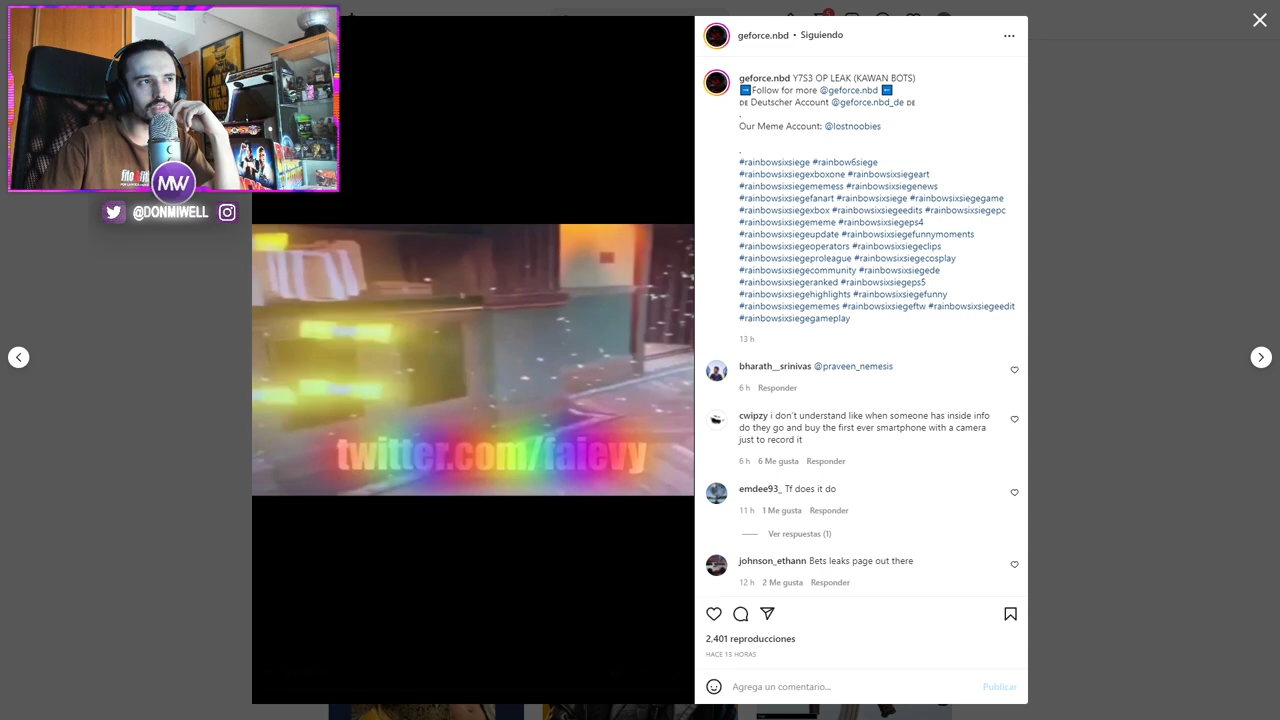 MW
@DONMIWELL
twitter.com/faievy
geforce.nbd • Siguiendo
geforce.nbd Y7S3 OP LEAK (KAWAN BOTS)
➡Follow for more @geforce.nbd ⬅
DE Deutscher Account @geforce.nbd_de DE
.
Our Meme Account: @lostnoobies
.
#rainbowsixsiege #rainbow6siege
#rainbowsixsiegexboxone #rainbowsixsiegeart
#rainbowsixsiegememess #rainbowsixsiegenews
#rainbowsixsiegefanart #rainbowsixsiege #rainbowsixsiegegame
#rainbowsixsiegexbox #rainbowsixsiegeedits #rainbowsixsiegepc
#rainbowsixsiegememe #rainbowsixsiegeps4
#rainbowsixsiegeupdate #rainbowsixsiegefunnymoments
#rainbowsixsiegeoperators #rainbowsixsiegeclips
#rainbowsixsiegeproleague #rainbowsixsiegecosplay
#rainbowsixsiegecommunity #rainbowsixsiegede
#rainbowsixsiegeranked #rainbowsixsiegeps5
#rainbowsixsiegehighlights #rainbowsixsiegefunny
#rainbowsixsiegememes #rainbowsixsiegeftw #rainbowsixsiegeedit
#rainbowsixsiegegameplay
13 h
bharath__srinivas @praveen_nemesis
6 h Responder
cwipzy i don't understand like when someone has inside info
do they go and buy the first ever smartphone with a camera
just to record it
6 h 6 Me gusta Responder
emdee93_ Tf does it do
11 h 1 Me gusta Responder
Ver respuestas (1)
johnson_ethann Bets leaks page out there
12 h 2 Me gusta Responder
2,401 reproducciones
HACE 13 HORAS
Agrega un comentario... Publicar